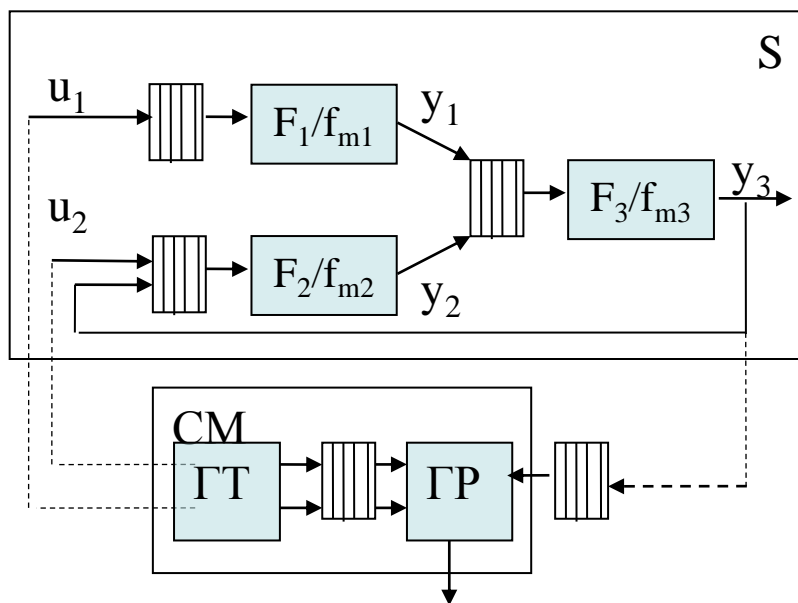 S
u₁
F₁/fₘ₁
y₁
F₃/fₘ₃
y₃
u₂
F₂/fₘ₂
y₂
СМ
ГТ
ГР